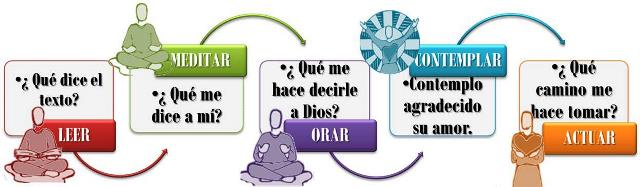 •¿ Qué dice el
texto?
LEER
MEDITAR
•¿ Qué me
dice a mí?
•¿ Qué me
hace decirle
a Dios?
ORAR
CONTEMPLAR
•Contemplo
agradecido
su amor.
•¿ Qué
camino me
hace tomar?
ACTUAR